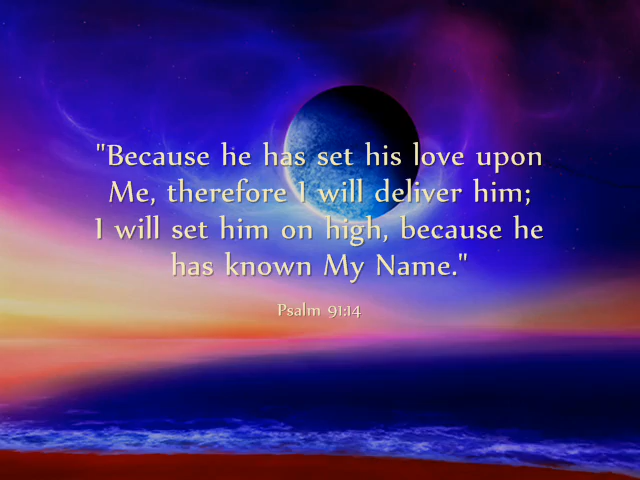 "Because he has set his love upon
Me, therefore I will deliver him;
I will set him on high, because he
has known My Name."
Psalm 91:14